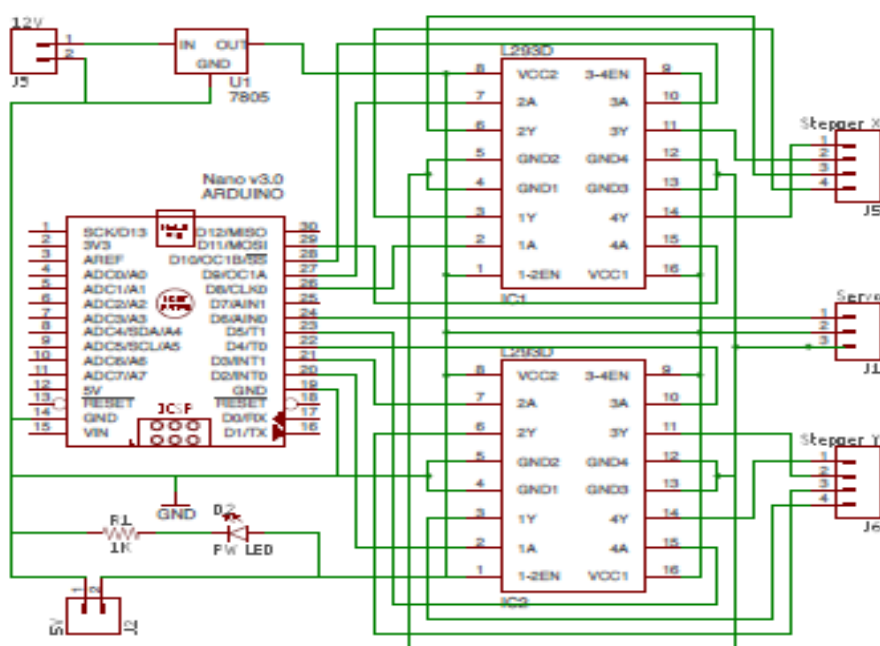 12V
1
2
J5
IN OUT
GND
U1
7805
Nano v3.0
ARDUINO
1 SCK/D13 D12/MISO 30
2 3V3 D11/MOSI 29
3 AREF D10/OC1B/SS 28
4 ADC0/A0 D9/OC1A 27
5 ADC1/A1 D8/CLK0 26
6 ADC2/A2 D7/AIN1 25
7 ADC3/A3 D6/AIN0 24
8 ADC4/SDA/A4 D5/T1 23
9 ADC5/SCL/A5 D4/T0 22
10 ADC6/A6 D3/INT1 21
11 ADC7/A7 D2/INT0 20
12 5V GND 19
13 RESET RESET 18
14 GND D0/RX 17
15 VIN D1/TX 16
ICSP
GND
R1
1K
D2
PW LED
1 2
5V J2
L293D
8 VCC2 3-4EN 9
7 2A 3A 10
6 2Y 3Y 11
5 GND2 GND4 12
4 GND1 GND3 13
3 1Y 4Y 14
2 1A 4A 15
1 1-2EN VCC1 16
IC1
L293D
8 VCC2 3-4EN 9
7 2A 3A 10
6 2Y 3Y 11
5 GND2 GND4 12
4 GND1 GND3 13
3 1Y 4Y 14
2 1A 4A 15
1 1-2EN VCC1 16
IC2
Stepper X
1
2
3
4
J5
Servo
1
2
3
J1
Stepper Y
1
2
3
4
J6